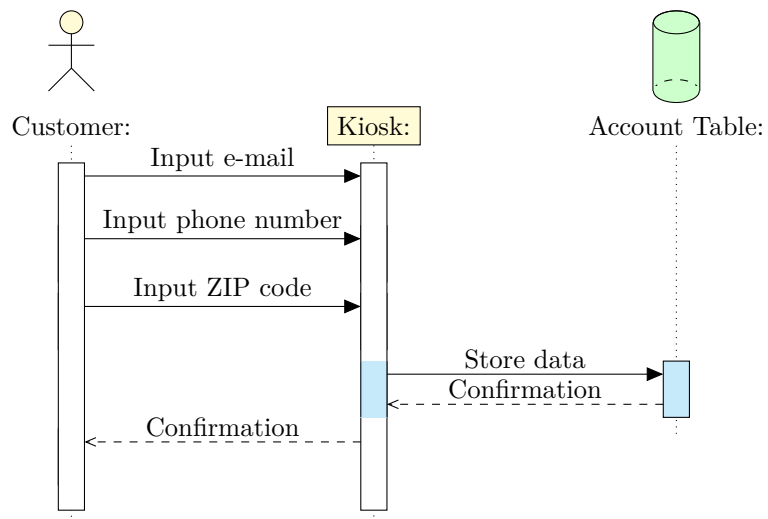 Customer:
Kiosk:
Account Table:
Input e-mail
Input phone number
Input ZIP code
Store data
Confirmation
Confirmation